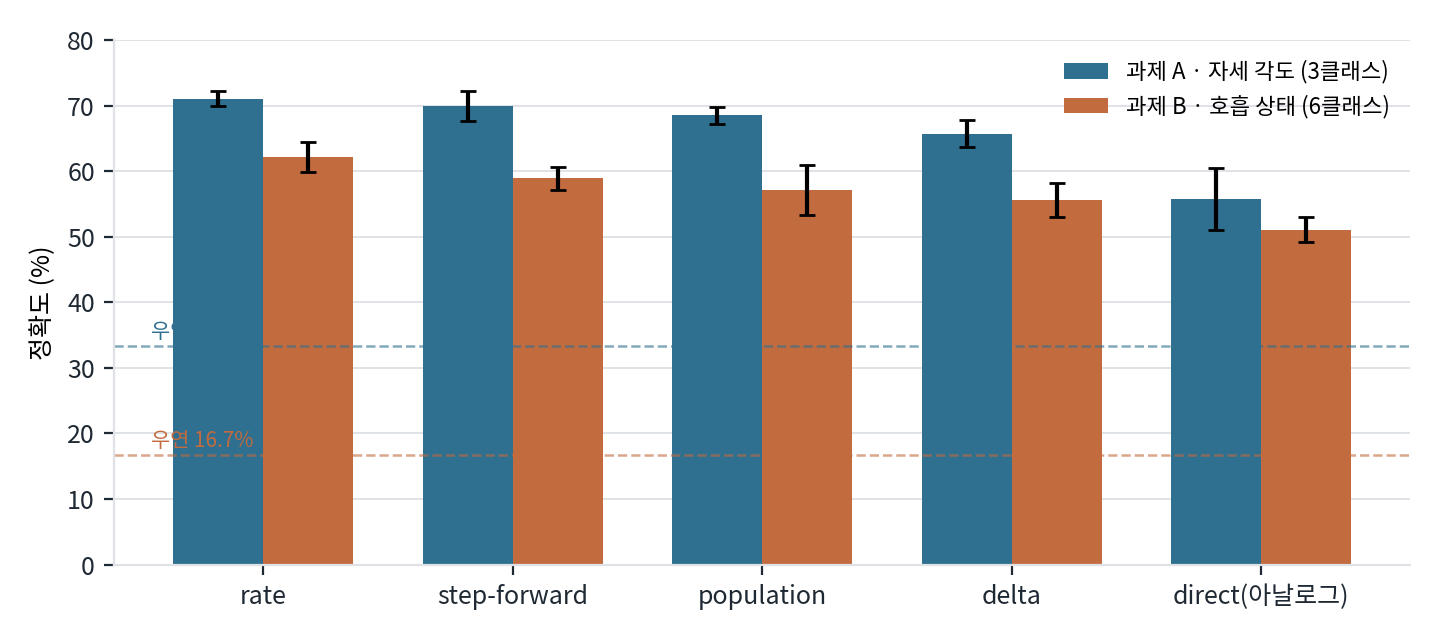 80
70
60
50
40
30
20
10
0
정확도 (%)
과제 A · 자세 각도 (3클래스)
과제 B · 호흡 상태 (6클래스)
우연 16.7%
rate
step-forward
population
delta
direct(아날로그)